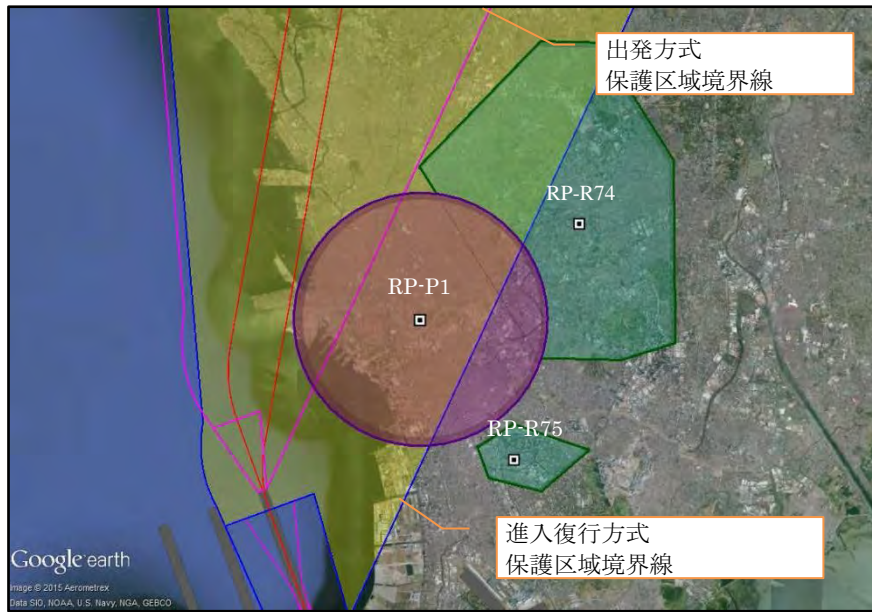 出発方式
保護区域境界線
RP-R74
RP-P1
RP-R75
進入復行方式
保護区域境界線
Google earth
Image © 2015 Aerometrex
Data SIO, NOAA, U.S. Navy, NGA, GEBCO